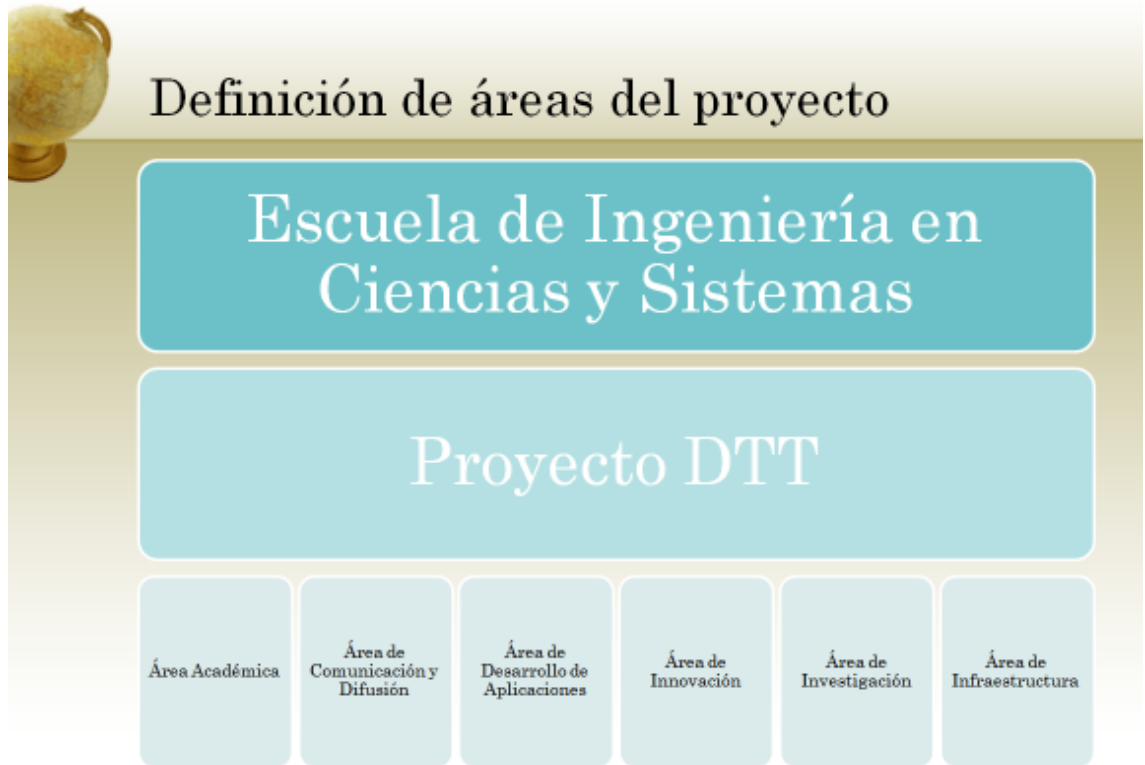 Definición de áreas del proyecto
Escuela de Ingeniería en
Ciencias y Sistemas
Proyecto DTT
Área Académica
Área de
Comunicación y
Difusión
Área de
Desarrollo de
Aplicaciones
Área de
Innovación
Área de
Investigación
Área de
Infraestructura